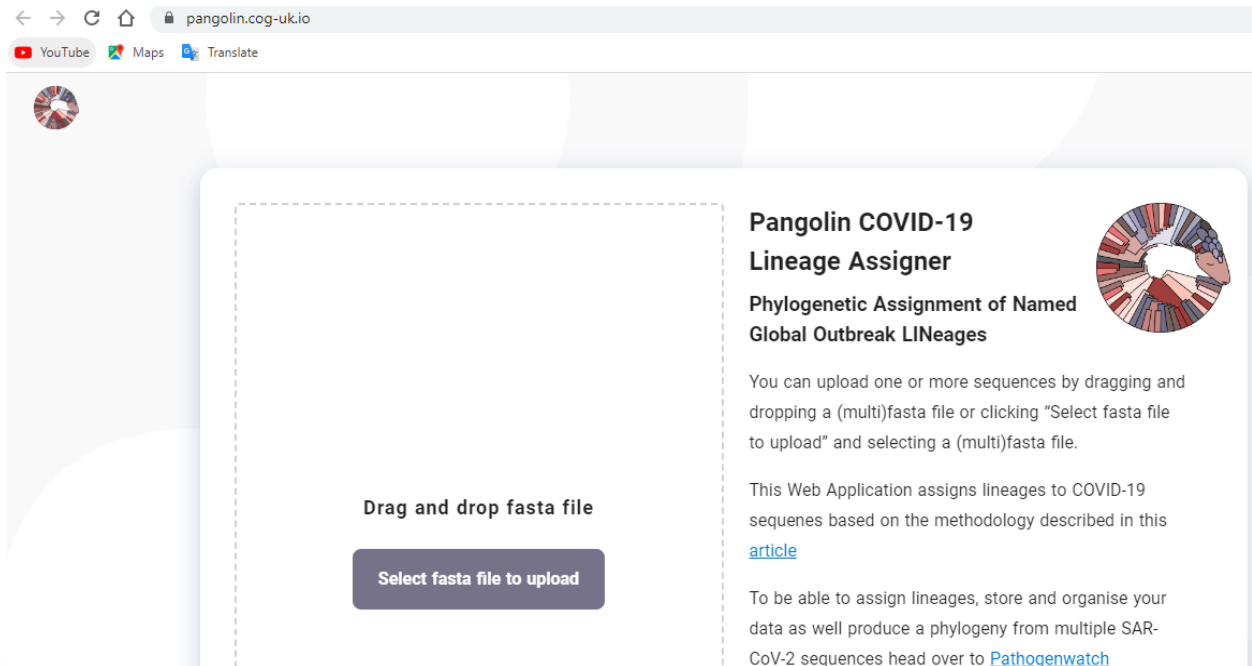 pangolin.cog-uk.io
YouTube Maps Translate
Drag and drop fasta file
Select fasta file to upload
Pangolin COVID-19
Lineage Assigner
Phylogenetic Assignment of Named
Global Outbreak LINeages
You can upload one or more sequences by dragging and
dropping a (multi)fasta file or clicking “Select fasta file
to upload” and selecting a (multi)fasta file.
This Web Application assigns lineages to COVID-19
sequenes based on the methodology described in this
article
To be able to assign lineages, store and organise your
data as well produce a phylogeny from multiple SAR-
CoV-2 sequences head over to Pathogenwatch